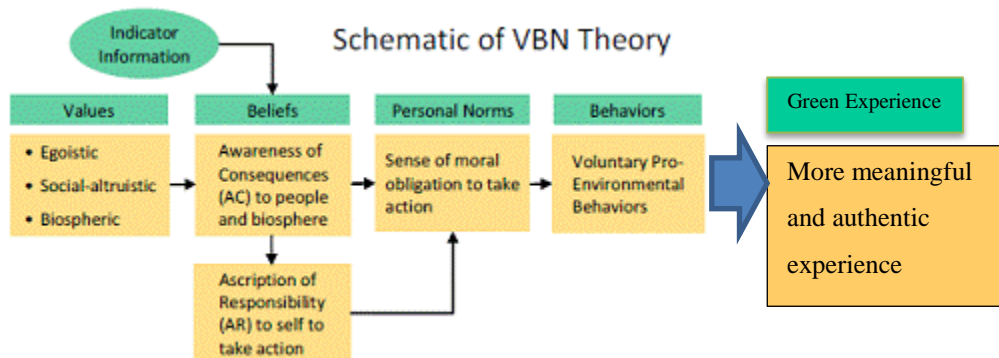 Indicator
Information
Schematic of VBN Theory
Values
• Egoistic
• Social-altruistic
• Biospheric
Beliefs
Awareness of
Consequences
(AC) to people
and biosphere
Ascription of
Responsibility
(AR) to self to
take action
Personal Norms
Sense of moral
obligation to take
action
Behaviors
Voluntary Pro-
Environmental
Behaviors
Green Experience
More meaningful
and authentic
experience